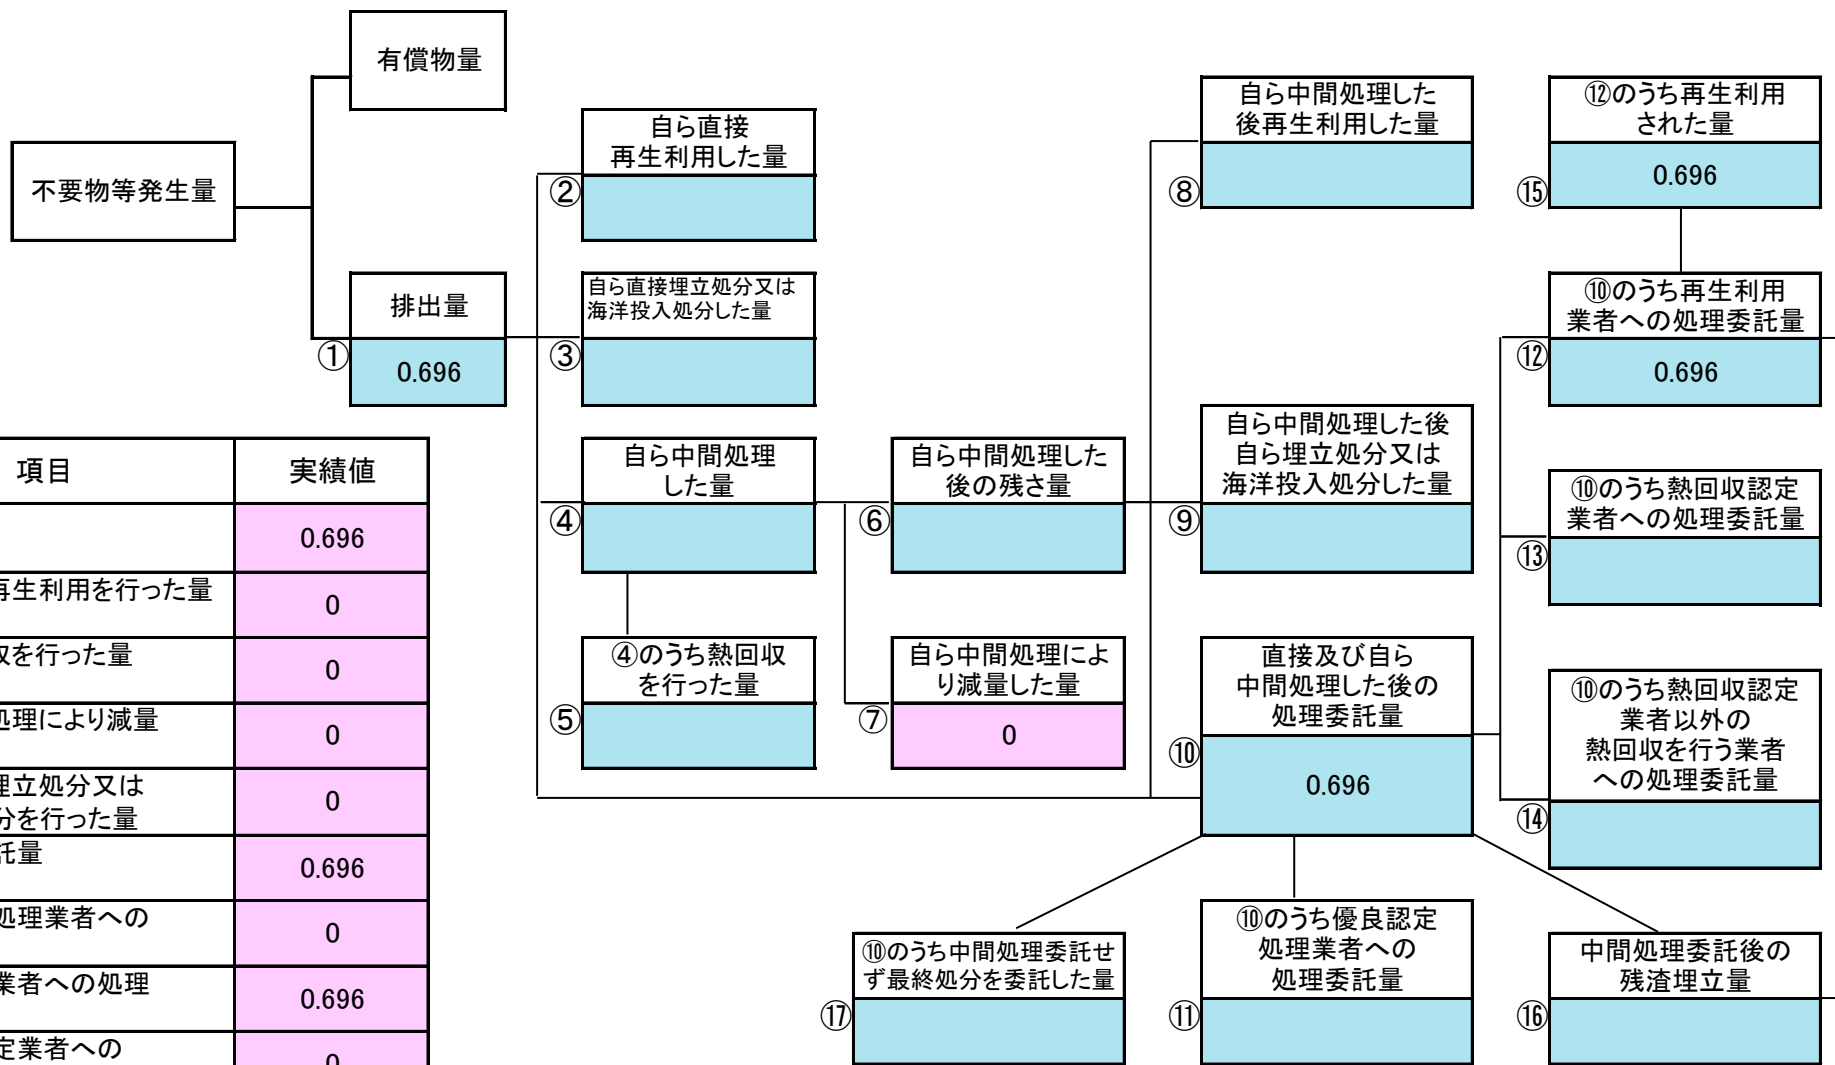 有償物量
不要物等発生量
排出量
①
0.696
自ら直接
再生利用した量
②
自ら直接埋立処分又は
海洋投入処分した量
③
自ら中間処理
した量
④
④のうち熱回収
を行った量
⑤
自ら中間処理した
後の残さ量
⑥
自ら中間処理によ
り減量した量
⑦
0
自ら中間処理した
後再生利用した量
⑧
自ら中間処理した後
自ら埋立処分又は
海洋投入処分した量
⑨
直接及び自ら
中間処理した後の
処理委託量
⑩
0.696
⑫のうち再生利用
された量
⑮
0.696
⑩のうち再生利用
業者への処理委託量
⑫
0.696
⑩のうち熱回収認定
業者への処理委託量
⑬
⑩のうち熱回収認定
業者以外の
熱回収を行う業者
への処理委託量
⑭
⑩のうち中間処理委託せ
ず最終処分を委託した量
⑰
⑩のうち優良認定
処理業者への
処理委託量
⑪
中間処理委託後の
残渣埋立量
⑯
項目 実績値
0.696
再生利用を行った量
0
を行った量
0
処理により減量
0
埋立処分又は
分を行った量
0
託量
0.696
処理業者への
0
業者への処理
0.696
定業者への
0